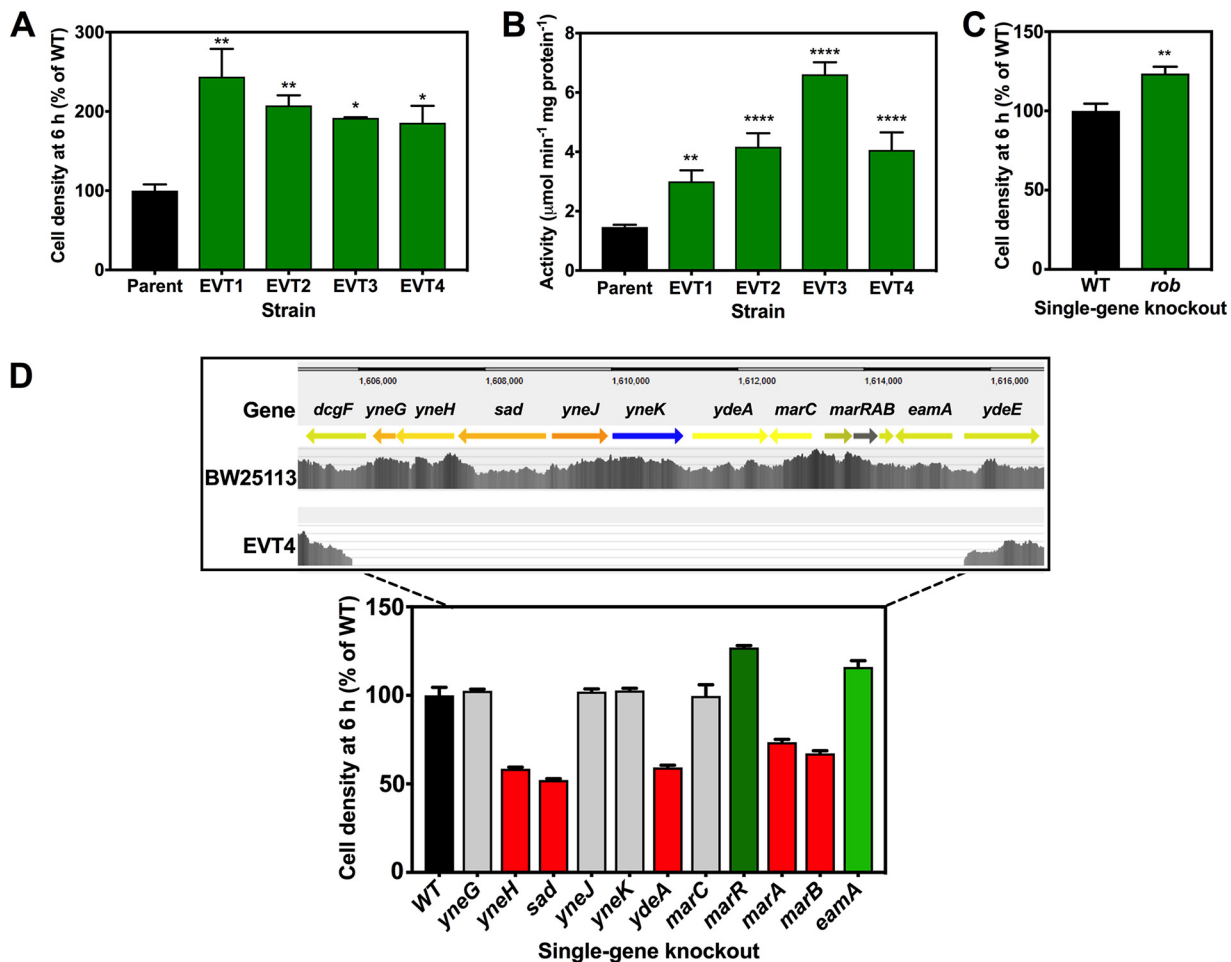 A
Cell density at 6 h (% of WT)
300
200
100
0
**
**
*
*
Parent EVT1 EVT2 EVT3 EVT4
Strain
B
Activity (μmol min⁻¹ mg protein⁻¹)
8
6
4
2
0
**
****
****
****
Parent EVT1 EVT2 EVT3 EVT4
Strain
C
Cell density at 6 h (% of WT)
150
100
50
0
**
WT rob
Single-gene knockout
D
1,606,000 1,608,000 1,610,000 1,612,000 1,614,000 1,616,000
Gene dcgF yneG yneH sad yneJ yneK ydeA marC marRAB eamA ydeE
BW25113
EVT4
Cell density at 6 h (% of WT)
150
100
50
0
WT yneG yneH sad yneJ yneK ydeA marC marR marA marB eamA
Single-gene knockout